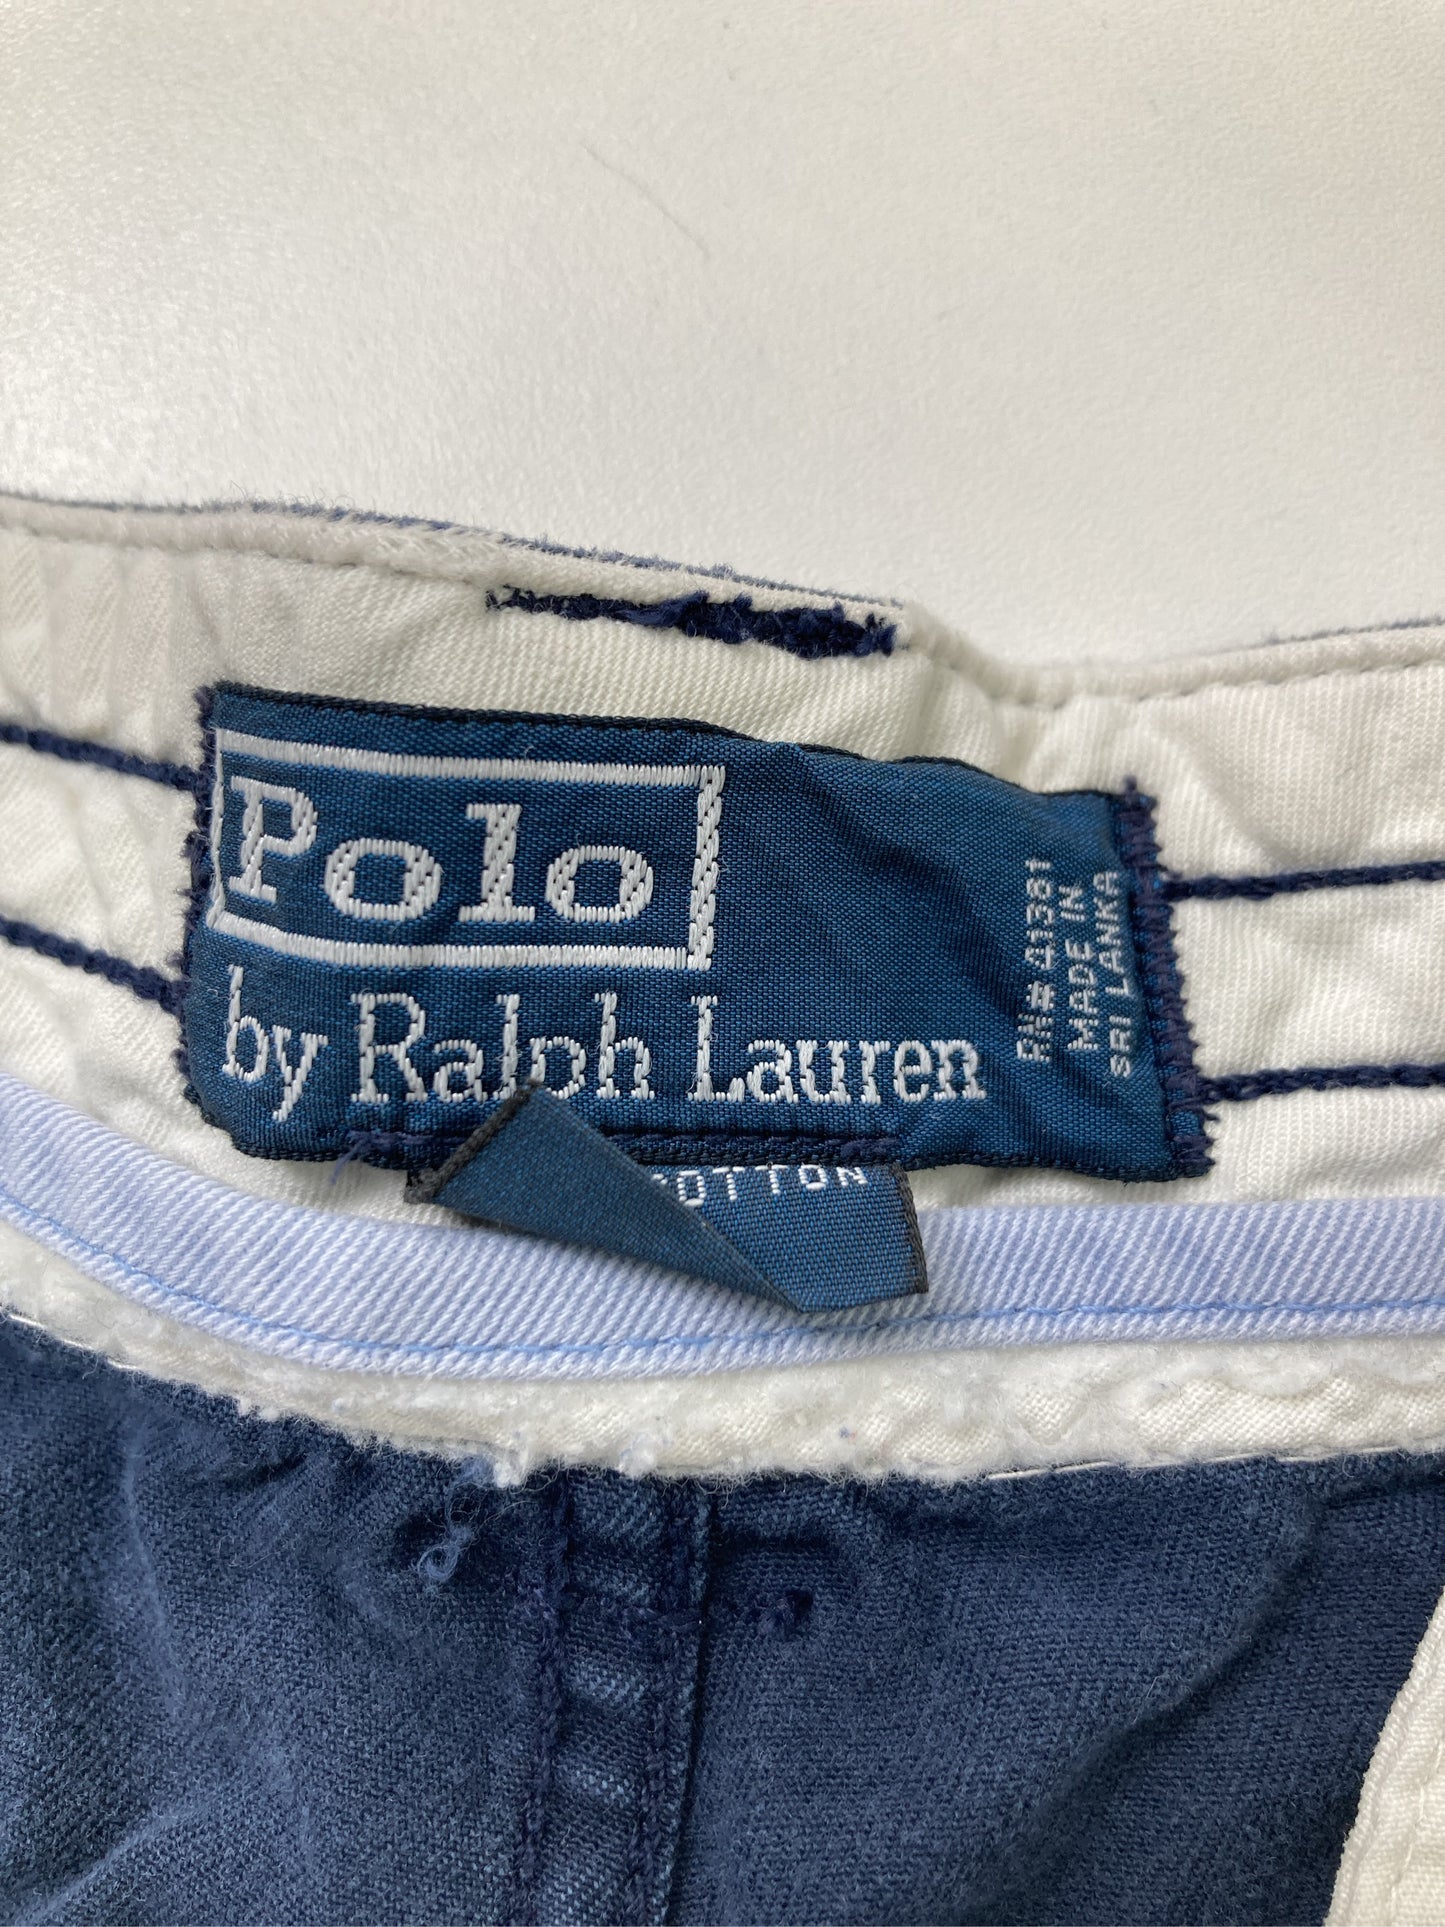 Polo
by Ralph Lauren
RN# 41381
MADE IN
SRI LANKA
COTTON